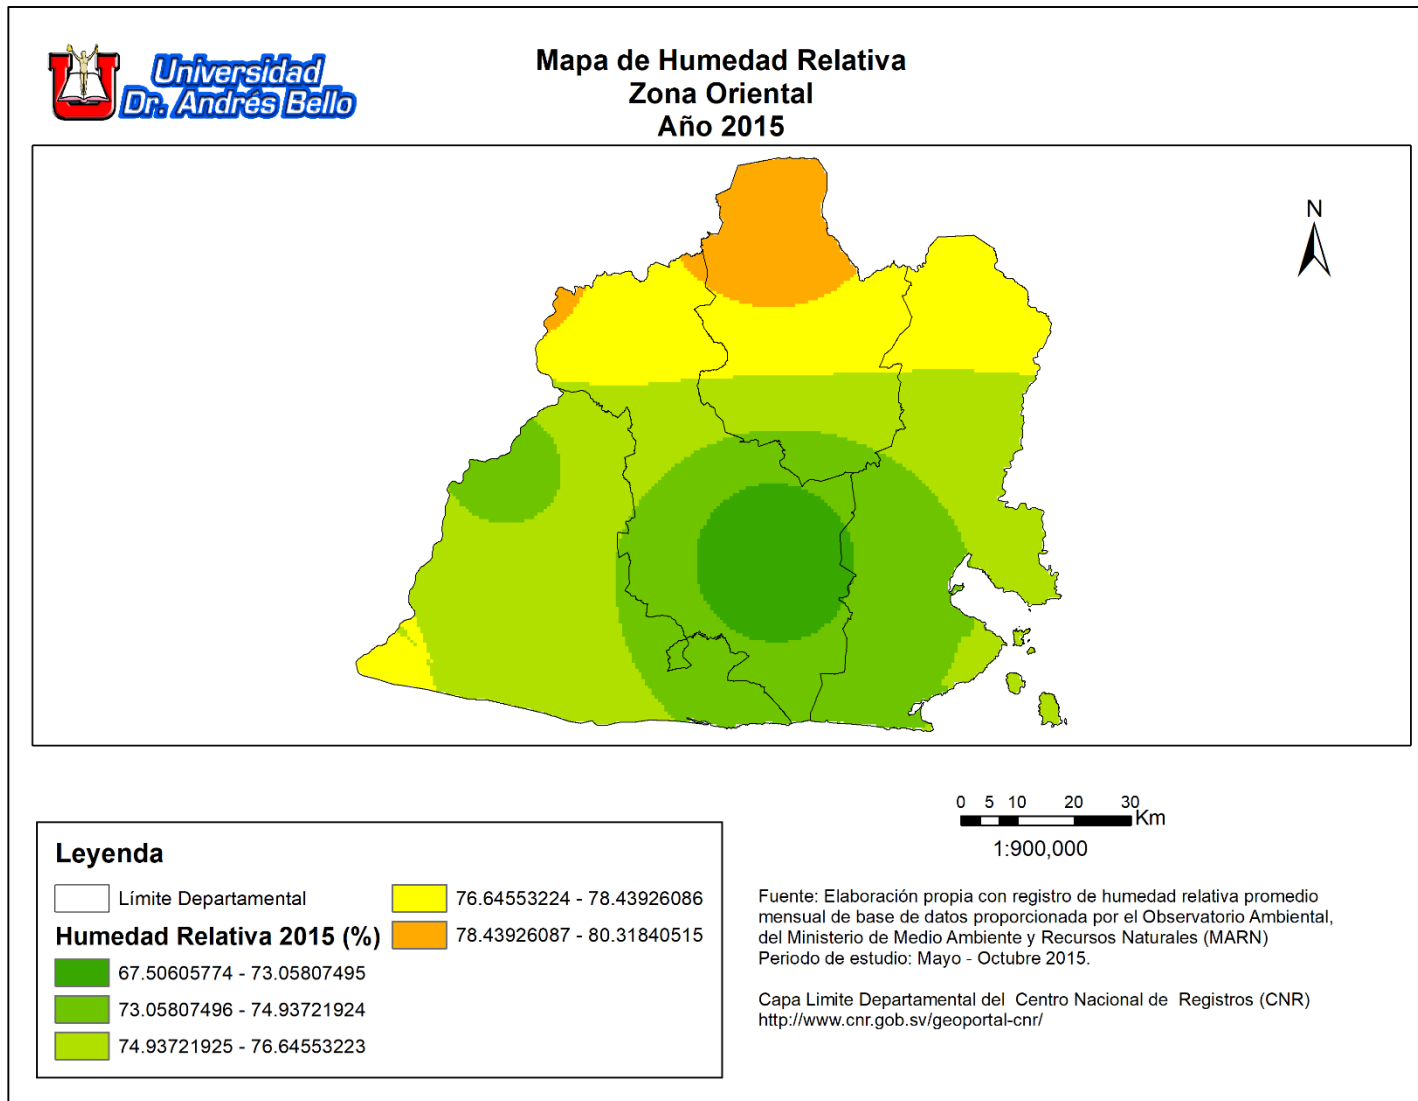 Universidad
Dr. Andrés Bello
Mapa de Humedad Relativa
Zona Oriental
Año 2015
N
0 5 10 20 30
Km
1:900,000
Leyenda
Límite Departamental
Humedad Relativa 2015 (%)
67.50605774 - 73.05807495
73.05807496 - 74.93721924
74.93721925 - 76.64553223
76.64553224 - 78.43926086
78.43926087 - 80.31840515
Fuente: Elaboración propia con registro de humedad relativa promedio
mensual de base de datos proporcionada por el Observatorio Ambiental,
del Ministerio de Medio Ambiente y Recursos Naturales (MARN)
Periodo de estudio: Mayo - Octubre 2015.
Capa Limite Departamental del Centro Nacional de Registros (CNR)
http://www.cnr.gob.sv/geoportal-cnr/